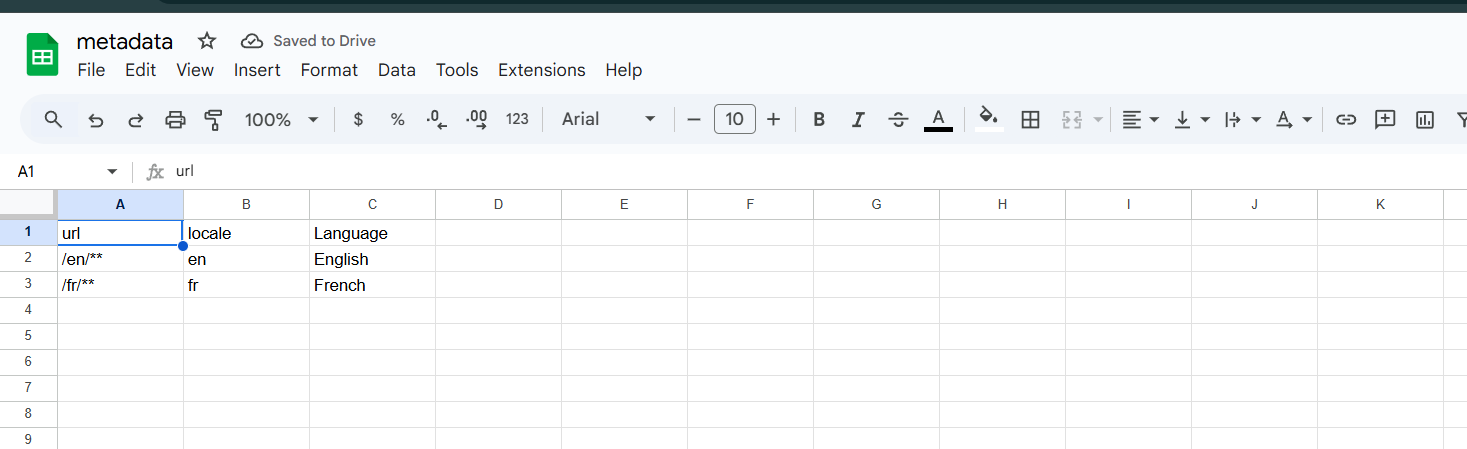 metadata Saved to Drive
File Edit View Insert Format Data Tools Extensions Help
100% $ % .0 .00 123 Arial − 10 + B I S A A
A1 fx url
A B C D E F G H I J K
1 url locale Language
2 /en/** en English
3 /fr/** fr French
4
5
6
7
8
9